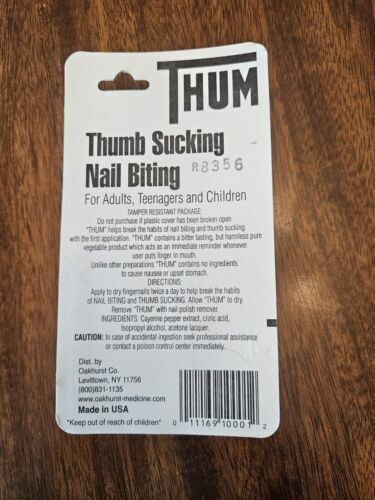 THUM
Thumb Sucking
Nail Biting R8356
For Adults, Teenagers and Children
TAMPER RESISTANT PACKAGE:
Do not purchase if plastic cover has been broken open.
"THUM" helps break the habits of nail biting and thumb sucking
with the first application. "THUM" contains a bitter tasting, but harmless pure
vegetable product which acts as an immediate reminder whenever
user puts finger in mouth.
Unlike other preparations "THUM" contains no ingredients
to cause nausea or upset stomach.
DIRECTIONS:
Apply to dry fingernails twice a day to help break the habits
of NAIL BITING and THUMB SUCKING. Allow "THUM" to dry.
Remove "THUM" with nail polish remover.
INGREDIENTS: Cayenne pepper extract, citric acid,
Isopropyl alcohol, acetone lacquer.
CAUTION: In case of accidental ingestion seek professional assistance
or contact a poison control center immediately.
Dist. by
Oakhurst Co.
Levittown, NY 11756
(800)831-1135
www.oakhurst-medicine.com
Made in USA
"Keep out of reach of children"
0 11169 10001 2